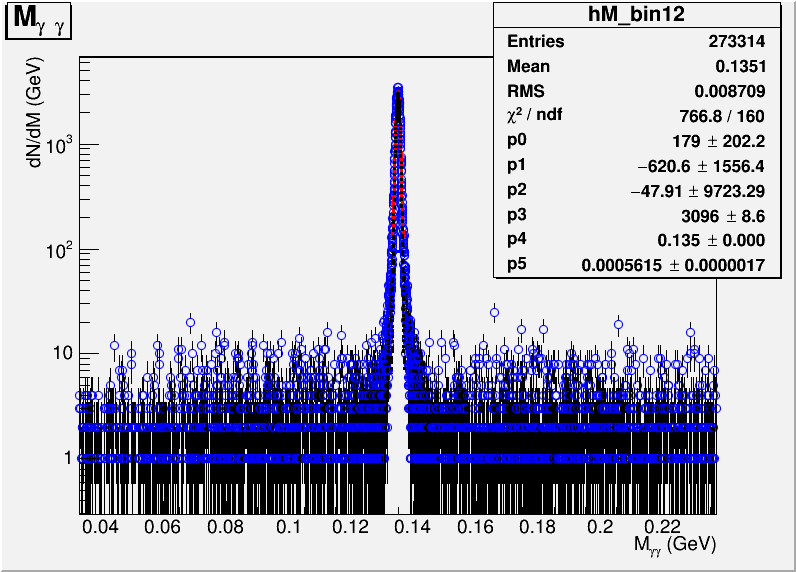 M γ γ
hM_bin12
Entries 273314
Mean 0.1351
RMS 0.008709
χ² / ndf 766.8 / 160
p0 179 ± 202.2
p1 −620.6 ± 1556.4
p2 −47.91 ± 9723.29
p3 3096 ± 8.6
p4 0.135 ± 0.000
p5 0.0005615 ± 0.0000017
dN/dM (GeV)
10³
10²
10
1
0.04 0.06 0.08 0.1 0.12 0.14 0.16 0.18 0.2 0.22
Mγγ (GeV)